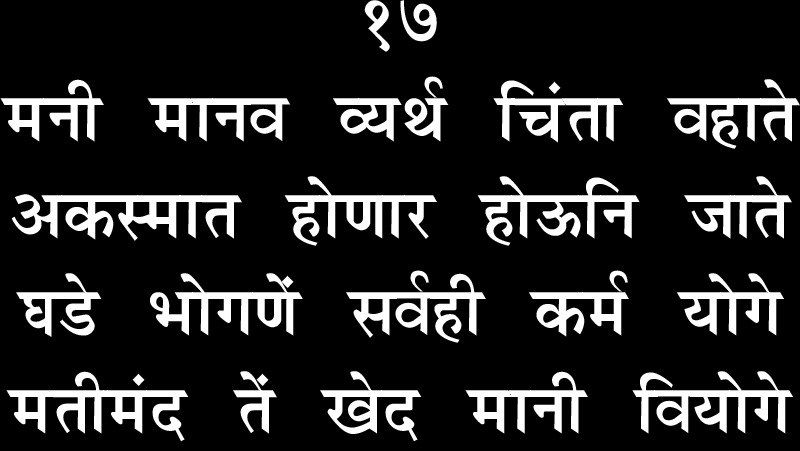 १७
मनी मानव व्यर्थ चिंता वहाते
अकस्मात होणार होऊनि जाते
घडे भोगणें सर्वही कर्म योगे
मतीमंद तें खेद मानी वियोगे